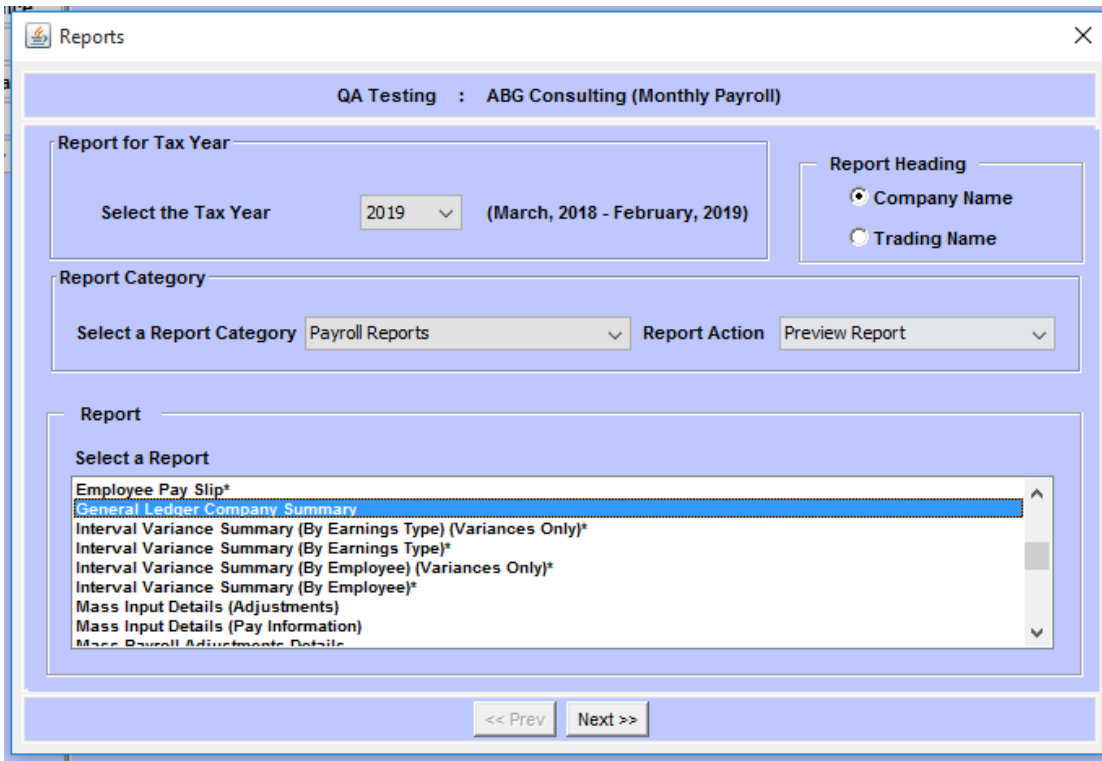 Reports
QA Testing : ABG Consulting (Monthly Payroll)
Report for Tax Year
Select the Tax Year 2019 (March, 2018 - February, 2019)
Report Heading
Company Name
Trading Name
Report Category
Select a Report Category Payroll Reports Report Action Preview Report
Report
Select a Report
Employee Pay Slip*
General Ledger Company Summary
Interval Variance Summary (By Earnings Type) (Variances Only)*
Interval Variance Summary (By Earnings Type)*
Interval Variance Summary (By Employee) (Variances Only)*
Interval Variance Summary (By Employee)*
Mass Input Details (Adjustments)
Mass Input Details (Pay Information)
Mass Payroll Adjustments Details
<< Prev Next >>